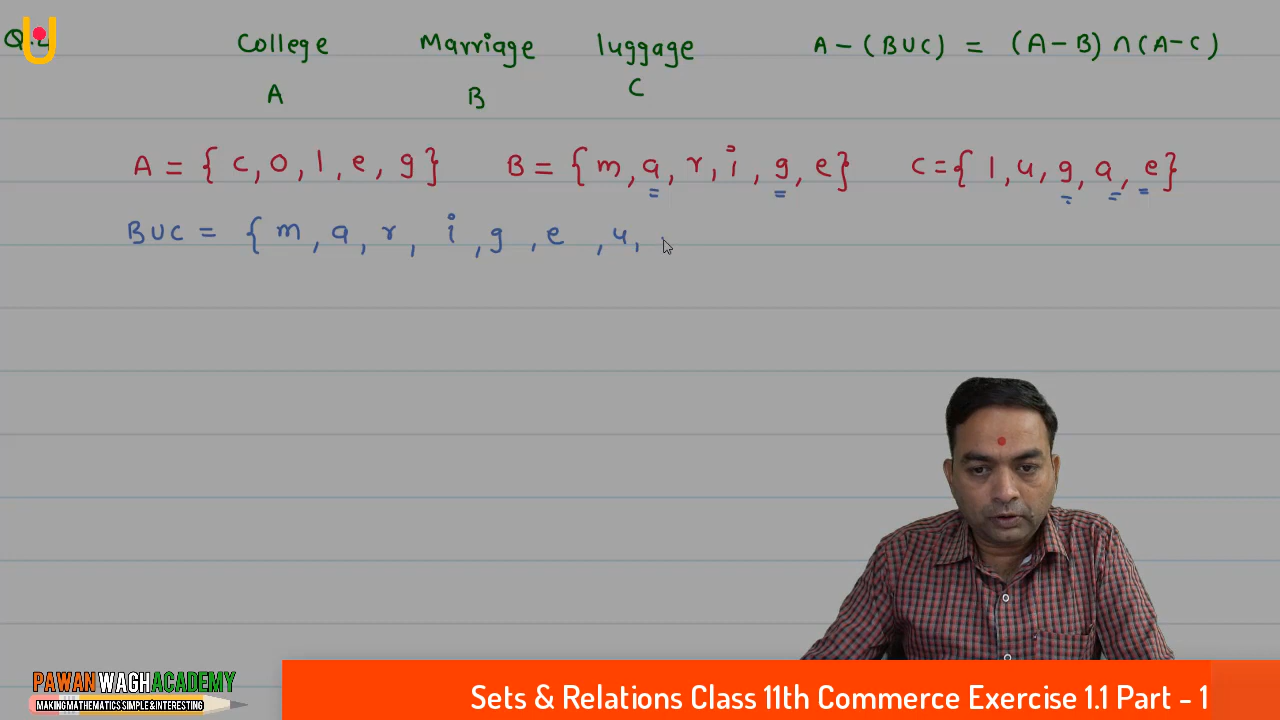 Q.2 College Marriage luggage A - (B∪C) = (A-B) ∩ (A-C)
A B C
A = { c, o, l, e, g} B = { m, a, r, i, g, e} C = { l, u, g, a, e}
B∪C = { m, a, r, i, g, e, u,
PAWAN WAGH ACADEMY
MAKING MATHEMATICS SIMPLE & INTERESTING
Sets & Relations Class 11th Commerce Exercise 1.1 Part - 1